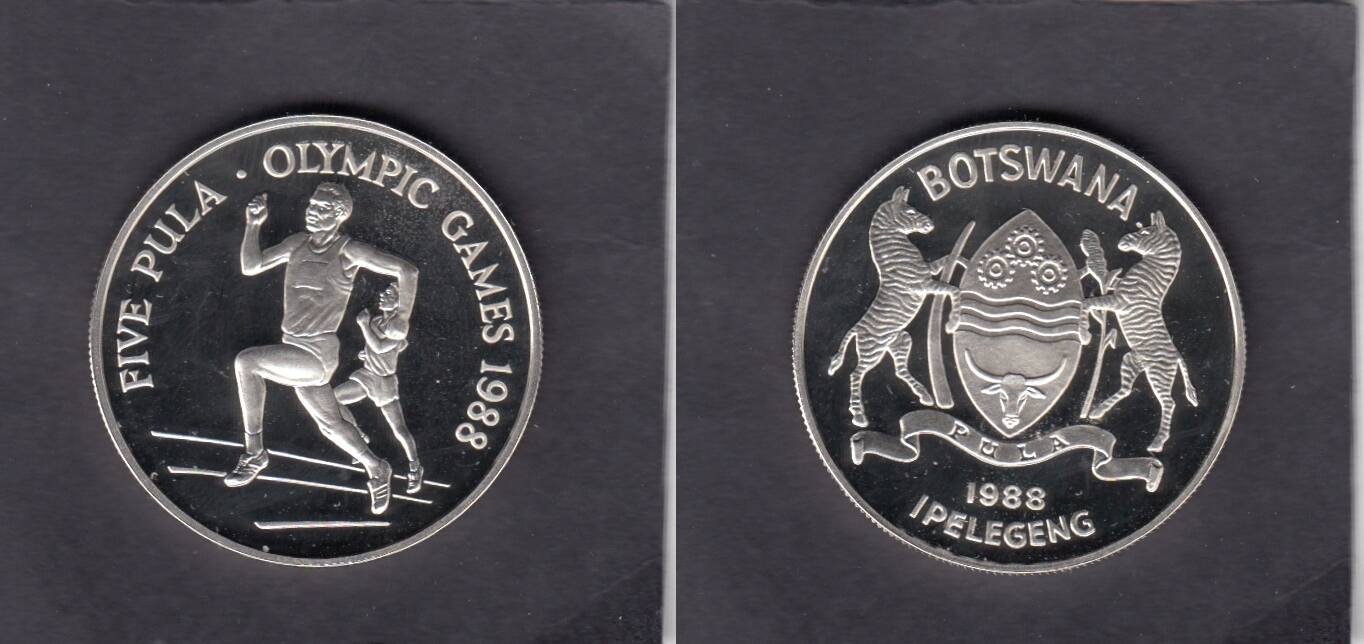 FIVE PULA · OLYMPIC GAMES 1988
BOTSWANA
PULA
1988
IPELEGENG